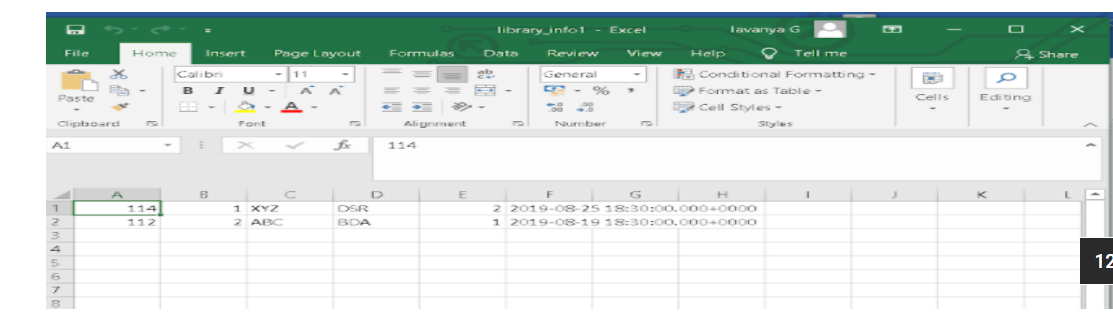 library_info1 - Excel lavanya G
File Home Insert Page Layout Formulas Data Review View Help Tell me Share
Calibri 11 General Conditional Formatting
Paste B I U A A % , Format as Table Cells Editing
A Cell Styles
Clipboard Font Alignment Number Styles
A1 fx 114
A B C D E F G H I J K L
1 114 1 XYZ DSR 2 2019-08-25 18:30:00.000+0000
2 112 2 ABC BDA 1 2019-08-19 18:30:00.000+0000
3
4
5
6
7
8
12